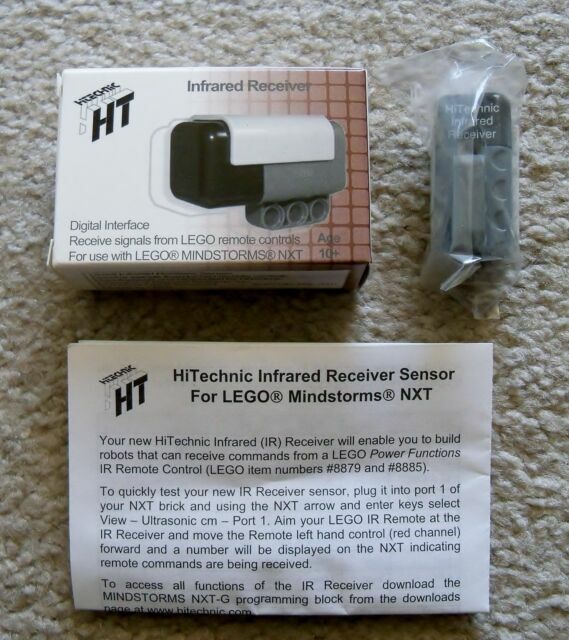 HiTechnic
HT
Infrared Receiver
Digital Interface
Receive signals from LEGO remote controls
For use with LEGO® MINDSTORMS® NXT
Age
10+
HiTechnic
Infrared
Receiver
HiTechnic
HT
HiTechnic Infrared Receiver Sensor
For LEGO® Mindstorms® NXT
Your new HiTechnic Infrared (IR) Receiver will enable you to build
robots that can receive commands from a LEGO Power Functions
IR Remote Control (LEGO item numbers #8879 and #8885).
To quickly test your new IR Receiver sensor, plug it into port 1 of
your NXT brick and using the NXT arrow and enter keys select
View – Ultrasonic cm – Port 1. Aim your LEGO IR Remote at the
IR Receiver and move the Remote left hand control (red channel)
forward and a number will be displayed on the NXT indicating
remote commands are being received.
To access all functions of the IR Receiver download the
MINDSTORMS NXT-G programming block from the downloads
page at www.hitechnic.com